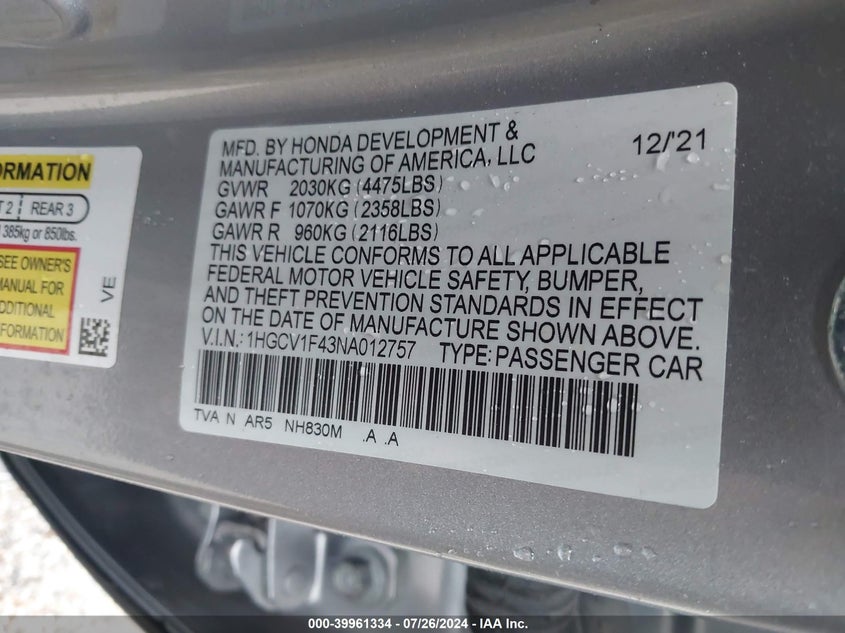 ORMATION
T 2 REAR 3
385kg or 850lbs.
SEE OWNER'S
MANUAL FOR
ADDITIONAL
INFORMATION
VE
MFD. BY HONDA DEVELOPMENT & 12/'21
MANUFACTURING OF AMERICA, LLC
GVWR 2030KG (4475LBS)
GAWR F 1070KG (2358LBS)
GAWR R 960KG (2116LBS)
THIS VEHICLE CONFORMS TO ALL APPLICABLE
FEDERAL MOTOR VEHICLE SAFETY, BUMPER,
AND THEFT PREVENTION STANDARDS IN EFFECT
ON THE DATE OF MANUFACTURE SHOWN ABOVE.
V.I.N.: 1HGCV1F43NA012757 TYPE: PASSENGER CAR
TVA N AR5 NH830M .A .A
000-39961334 - 07/26/2024 - IAA Inc.